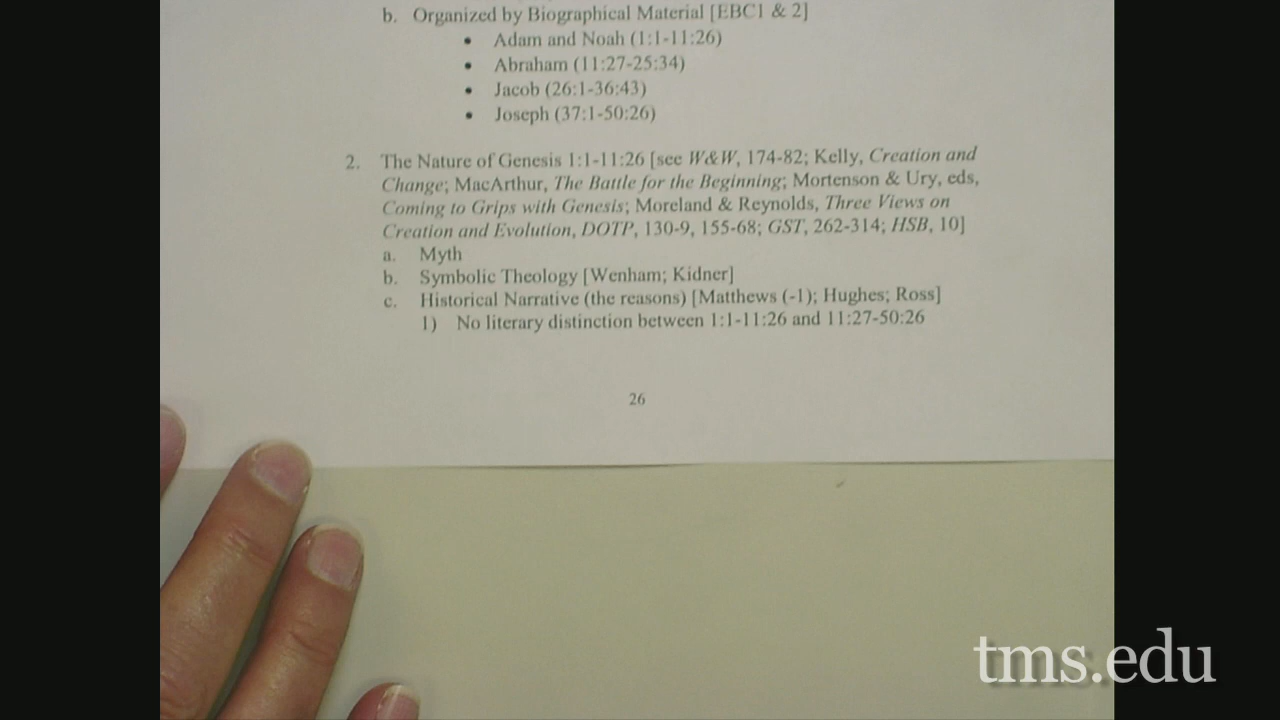 b. Organized by Biographical Material [EBC1 & 2]
• Adam and Noah (1:1-11:26)
• Abraham (11:27-25:34)
• Jacob (26:1-36:43)
• Joseph (37:1-50:26)
2. The Nature of Genesis 1:1-11:26 [see W&W, 174-82; Kelly, Creation and
Change; MacArthur, The Battle for the Beginning; Mortenson & Ury, eds,
Coming to Grips with Genesis; Moreland & Reynolds, Three Views on
Creation and Evolution, DOTP, 130-9, 155-68; GST, 262-314; HSB, 10]
a. Myth
b. Symbolic Theology [Wenham; Kidner]
c. Historical Narrative (the reasons) [Matthews (-1); Hughes; Ross]
1) No literary distinction between 1:1-11:26 and 11:27-50:26
26
tms.edu